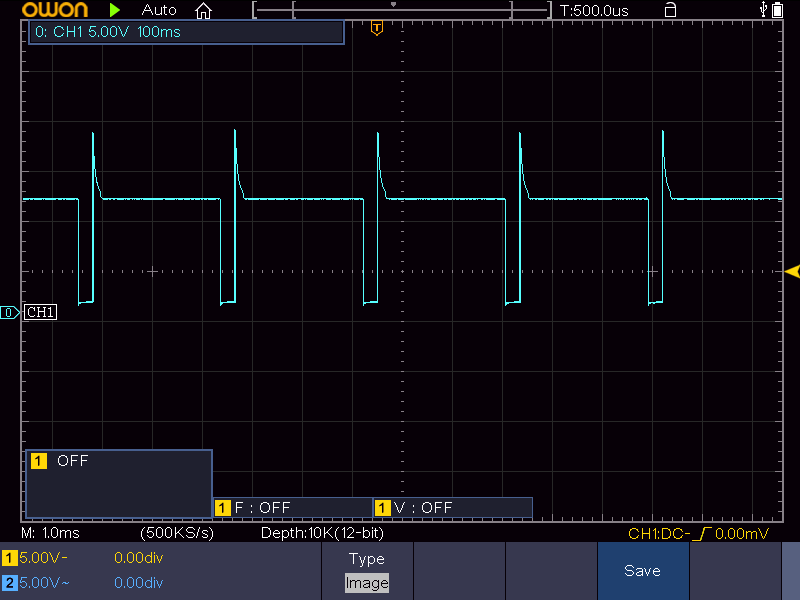 OWON Auto T:500.0us
0: CH1 5.00V 100ms
T
0 CH1
1 OFF
1 F : OFF 1 V : OFF
M: 1.0ms (500KS/s) Depth:10K(12-bit) CH1:DC- 0.00mV
1 5.00V- 0.00div Type
Save
2 5.00V~ 0.00div Image